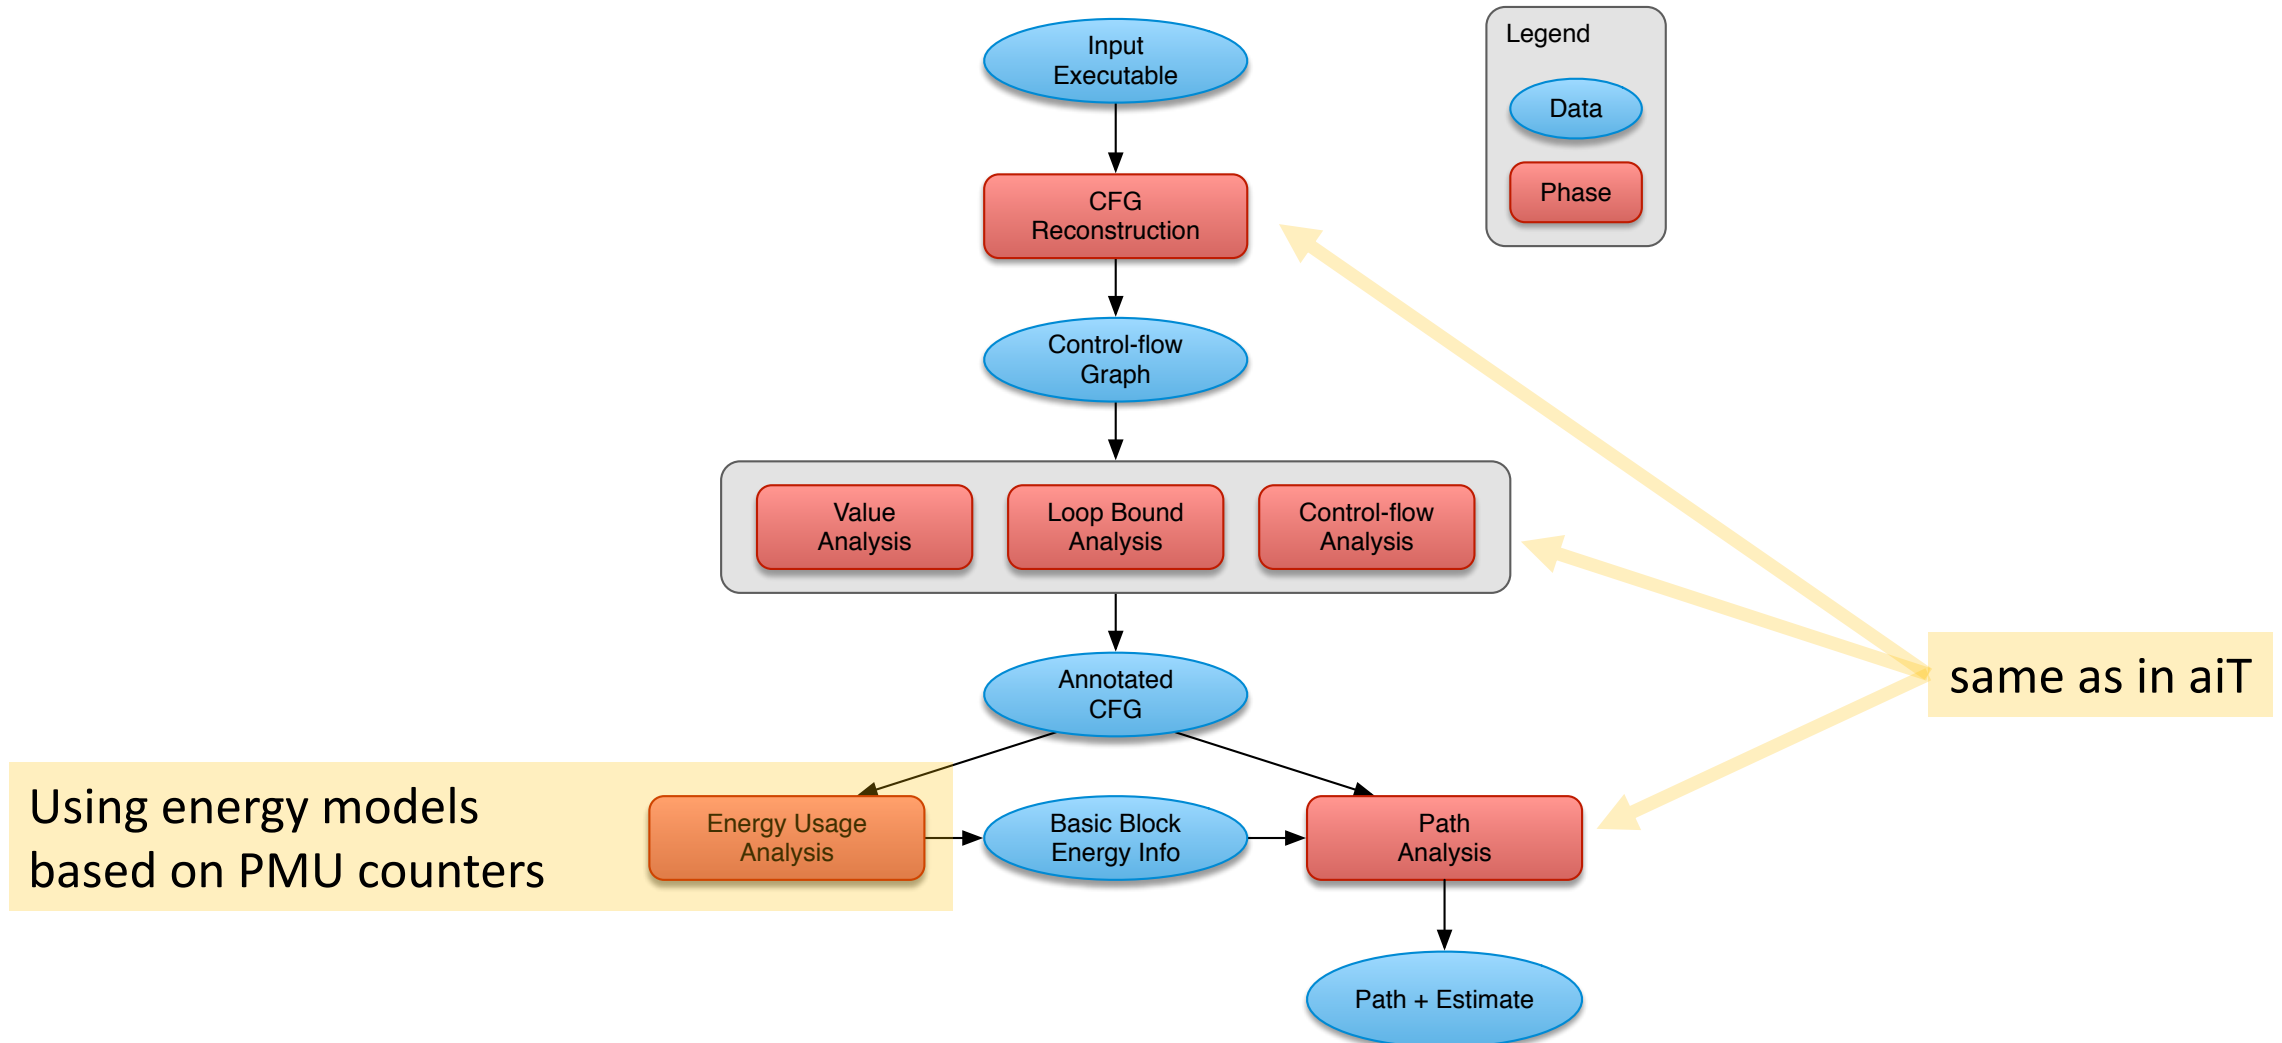 Input
Executable
Legend
Data
Phase
CFG
Reconstruction
Control-flow
Graph
Value
Analysis
Loop Bound
Analysis
Control-flow
Analysis
same as in aiT
Annotated
CFG
Using energy models
based on PMU counters
Energy Usage
Analysis
Basic Block
Energy Info
Path
Analysis
Path + Estimate